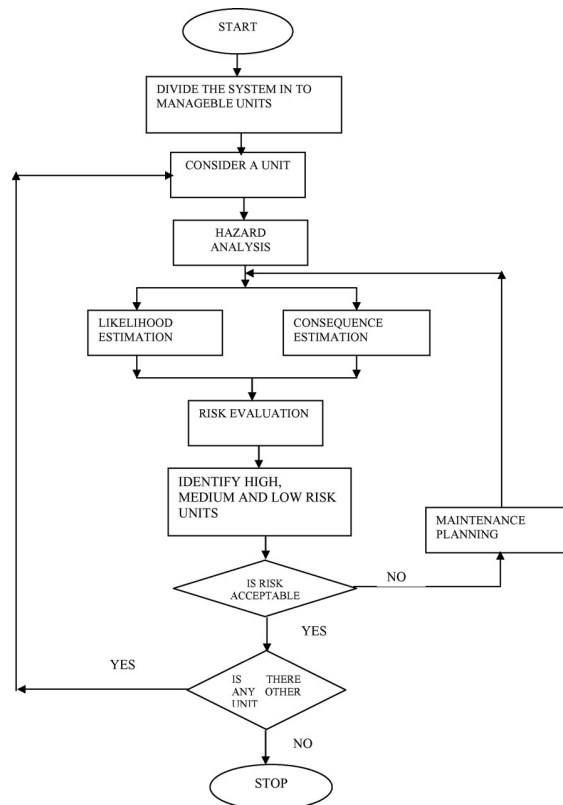 START
DIVIDE THE SYSTEM IN TO
MANAGEBLE UNITS
CONSIDER A UNIT
HAZARD
ANALYSIS
LIKELIHOOD
ESTIMATION
CONSEQUENCE
ESTIMATION
RISK EVALUATION
IDENTIFY HIGH,
MEDIUM AND LOW RISK
UNITS
MAINTENANCE
PLANNING
IS RISK
ACCEPTABLE
NO
YES
YES
IS THERE
ANY OTHER
UNIT
NO
STOP